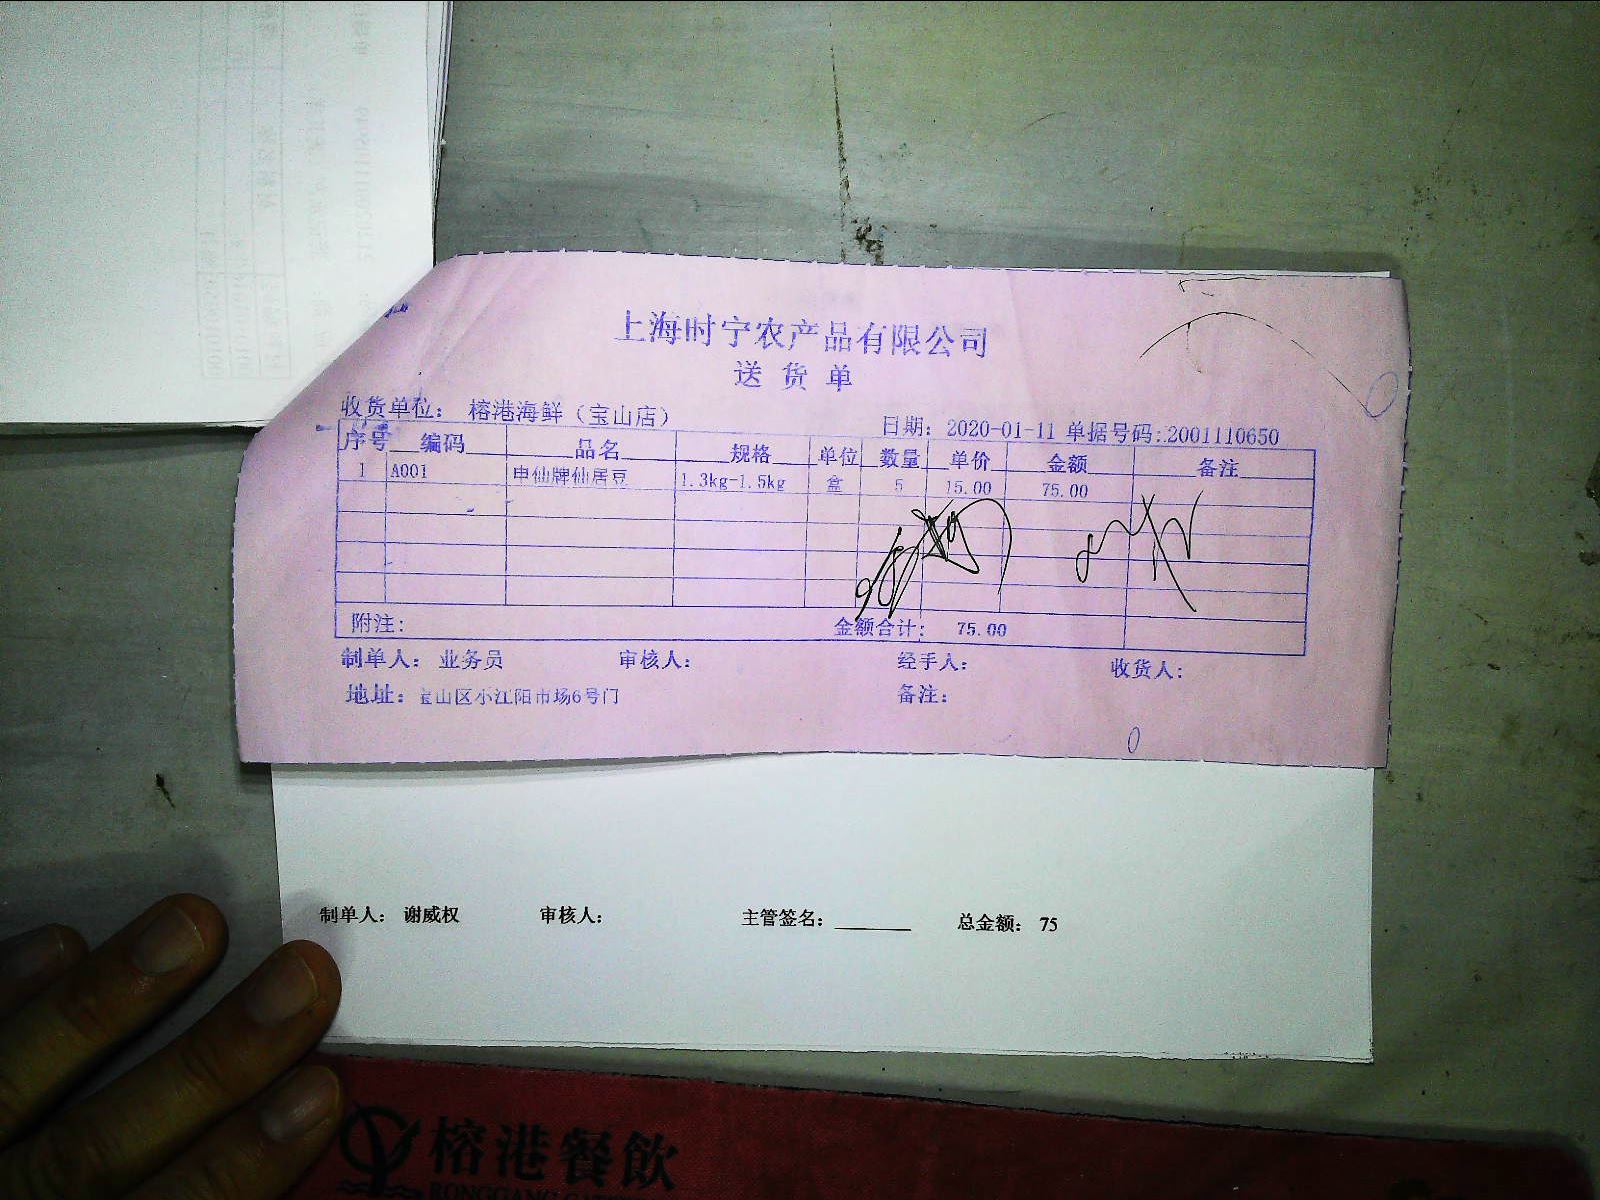 上海时宁农产品有限公司
送货单
收货单位： 榕港海鲜（宝山店）
日期： 2020-01-11 单据号码：.2001110650
序号 编码 品名 规格 单位 数量 单价 金额 备注
1 A001 申仙牌仙居豆 1.3kg-1.5kg 盒 5 15.00 75.00
附注： 金额合计： 75.00
制单人： 业务员 审核人： 经手人： 收货人：
地址： 宝山区小江阳市场6号门 备注：
制单人： 谢威权 审核人： 主管签名： 总金额： 75
榕港餐飲